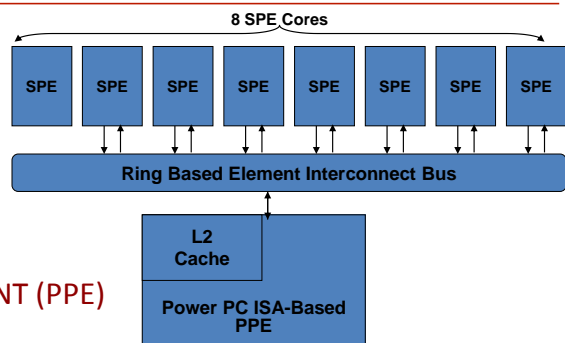 8 SPE Cores
SPE SPE SPE SPE SPE SPE SPE SPE
Ring Based Element Interconnect Bus
L2
Cache
NT (PPE)
Power PC ISA-Based
PPE